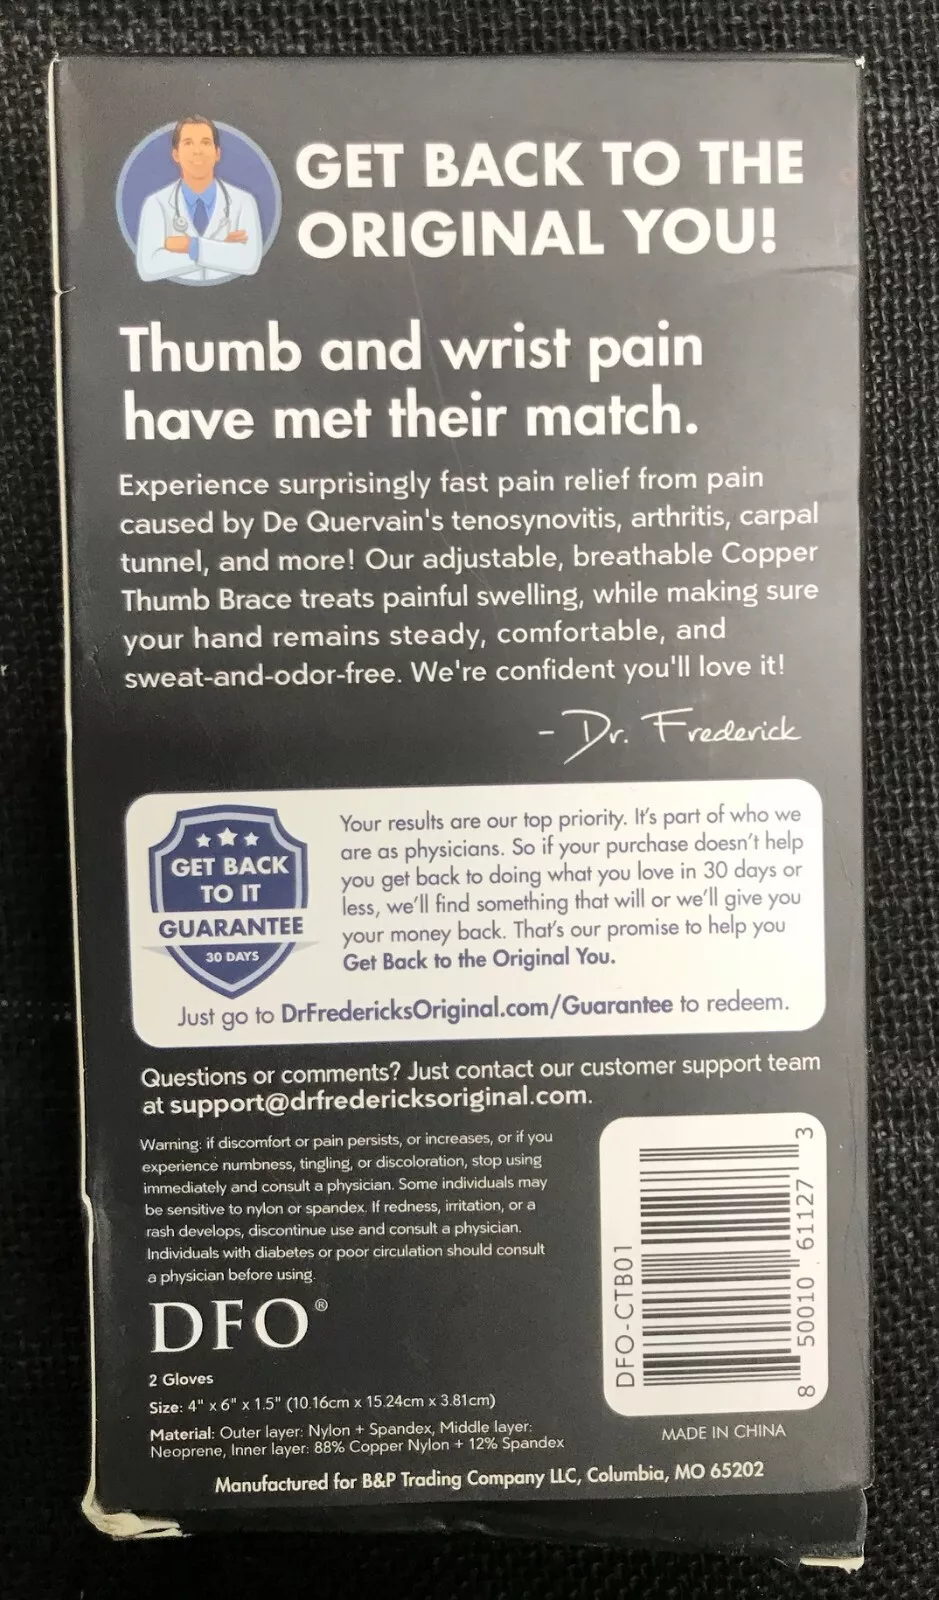 GET BACK TO THE
ORIGINAL YOU!
Thumb and wrist pain
have met their match.
Experience surprisingly fast pain relief from pain
caused by De Quervain's tenosynovitis, arthritis, carpal
tunnel, and more! Our adjustable, breathable Copper
Thumb Brace treats painful swelling, while making sure
your hand remains steady, comfortable, and
sweat-and-odor-free. We're confident you'll love it!
- Dr. Frederick
GET BACK
TO IT
GUARANTEE
30 DAYS
Your results are our top priority. It's part of who we
are as physicians. So if your purchase doesn't help
you get back to doing what you love in 30 days or
less, we'll find something that will or we'll give you
your money back. That's our promise to help you
Get Back to the Original You.
Just go to DrFredericksOriginal.com/Guarantee to redeem.
Questions or comments? Just contact our customer support team
at support@drfredericksoriginal.com.
Warning: if discomfort or pain persists, or increases, or if you
experience numbness, tingling, or discoloration, stop using
immediately and consult a physician. Some individuals may
be sensitive to nylon or spandex. If redness, irritation, or a
rash develops, discontinue use and consult a physician.
Individuals with diabetes or poor circulation should consult
a physician before using.
DFO®
2 Gloves
Size: 4" x 6" x 1.5" (10.16cm x 15.24cm x 3.81cm)
Material: Outer layer: Nylon + Spandex, Middle layer:
Neoprene, Inner layer: 88% Copper Nylon + 12% Spandex
DFO-CTB01
8 50010 61127 3
MADE IN CHINA
Manufactured for B&P Trading Company LLC, Columbia, MO 65202